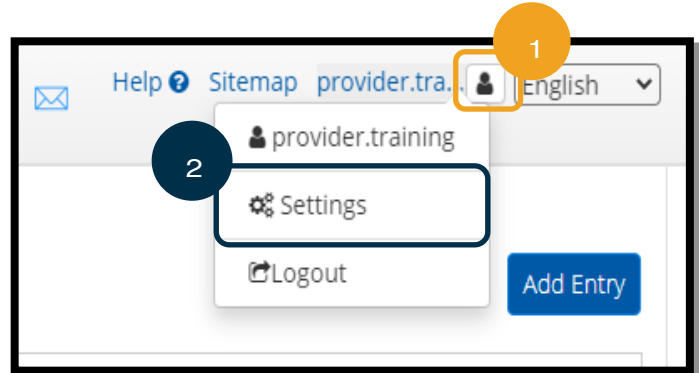 1
Help Sitemap provider.tra... English
provider.training
2
Settings
Logout
Add Entry